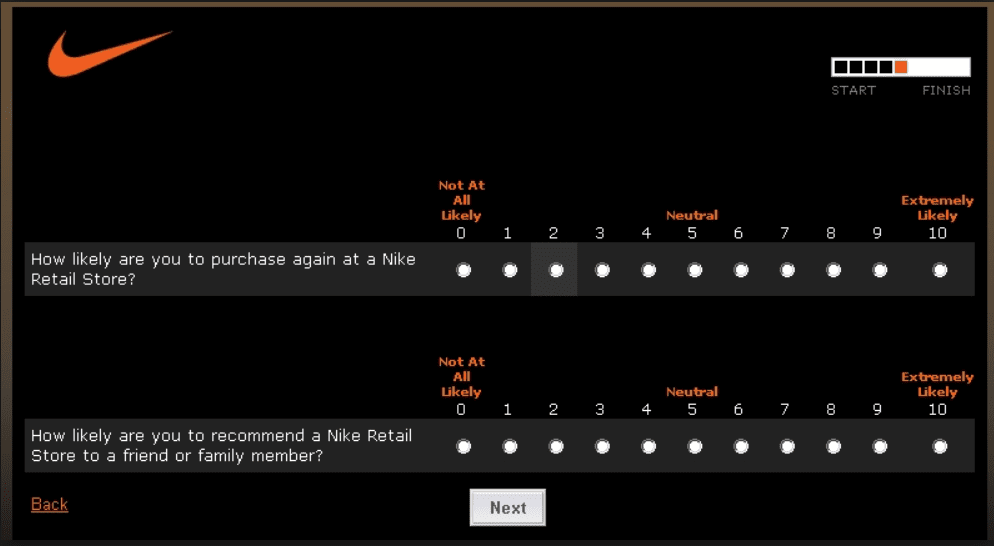 START FINISH
Not At
All Extremely
Likely Neutral Likely
0 1 2 3 4 5 6 7 8 9 10
How likely are you to purchase again at a Nike
Retail Store?
Not At
All Extremely
Likely Neutral Likely
0 1 2 3 4 5 6 7 8 9 10
How likely are you to recommend a Nike Retail
Store to a friend or family member?
Back Next